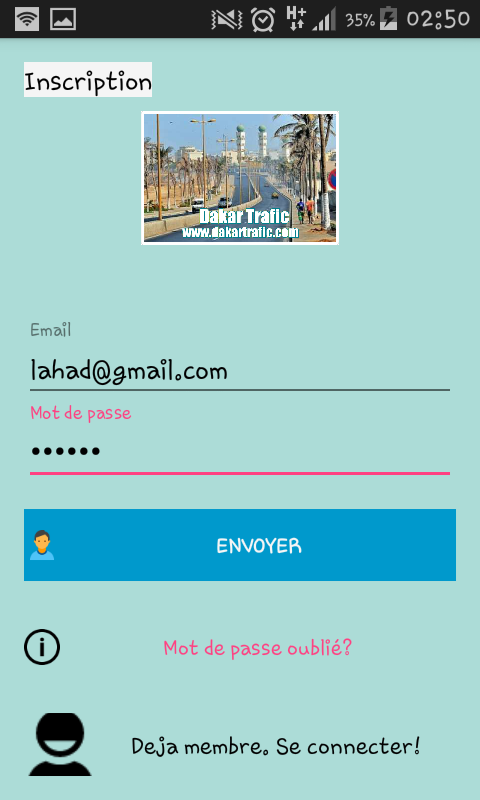 H+ 35% 02:50
Inscription
Dakar Trafic
www.dakartrafic.com
Email
lahad@gmail.com
Mot de passe
••••••
ENVOYER
Mot de passe oublié?
Deja membre. Se connecter!